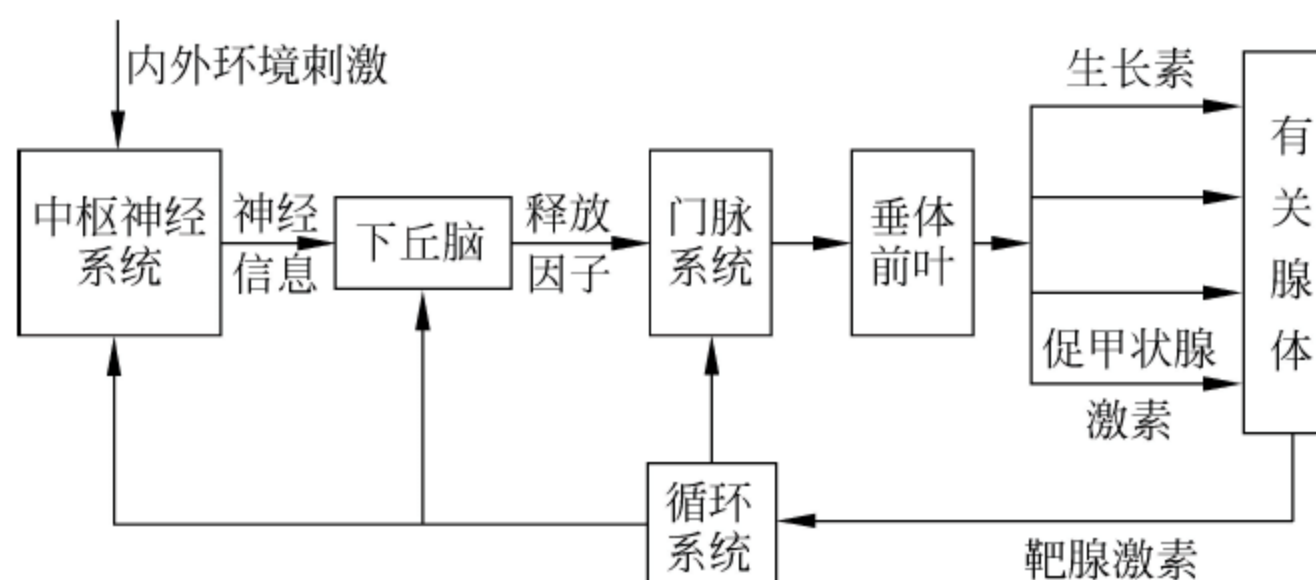 内外环境刺激
中枢神经
系统
神经
信息
下丘脑
释放
因子
门脉
系统
垂体
前叶
生长素
促甲状腺
激素
有
关
腺
体
循环
系统
靶腺激素